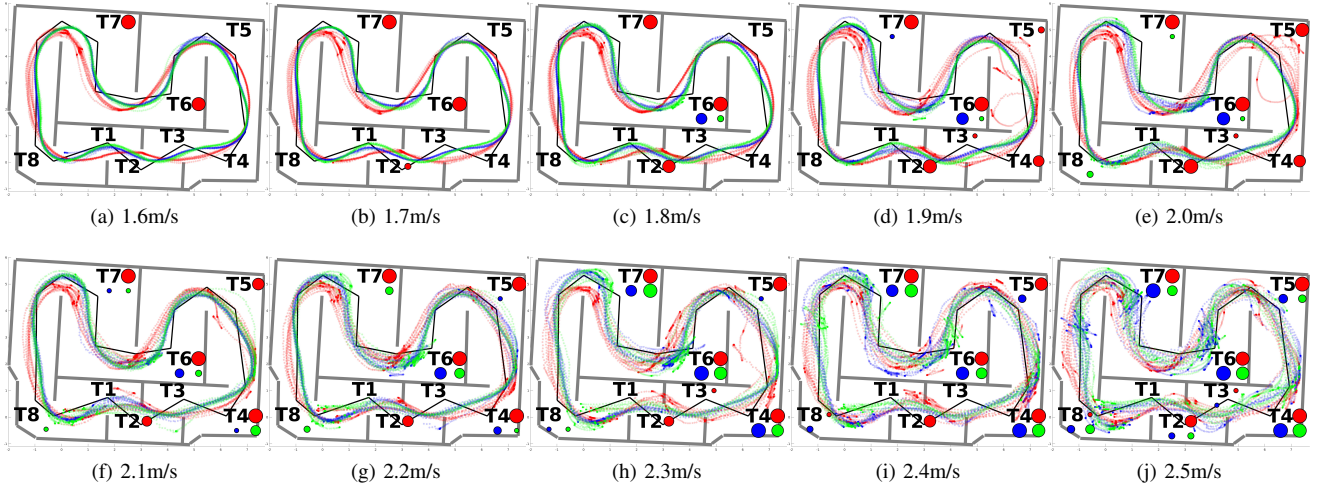 T7 T5 T6 T1 T3 T8 T2 T4
T7 T5 T6 T1 T3 T8 T2 T4
T7 T5 T6 T1 T3 T8 T2 T4
T7 T5 T6 T1 T3 T8 T2 T4
T7 T5 T6 T1 T3 T8 T2 T4
(a) 1.6m/s
(b) 1.7m/s
(c) 1.8m/s
(d) 1.9m/s
(e) 2.0m/s
T7 T5 T6 T1 T3 T8 T2 T4
T7 T5 T6 T1 T3 T8 T2 T4
T7 T5 T6 T1 T3 T8 T2 T4
T7 T5 T6 T1 T3 T8 T2 T4
T7 T5 T6 T1 T3 T8 T2 T4
(f) 2.1m/s
(g) 2.2m/s
(h) 2.3m/s
(i) 2.4m/s
(j) 2.5m/s